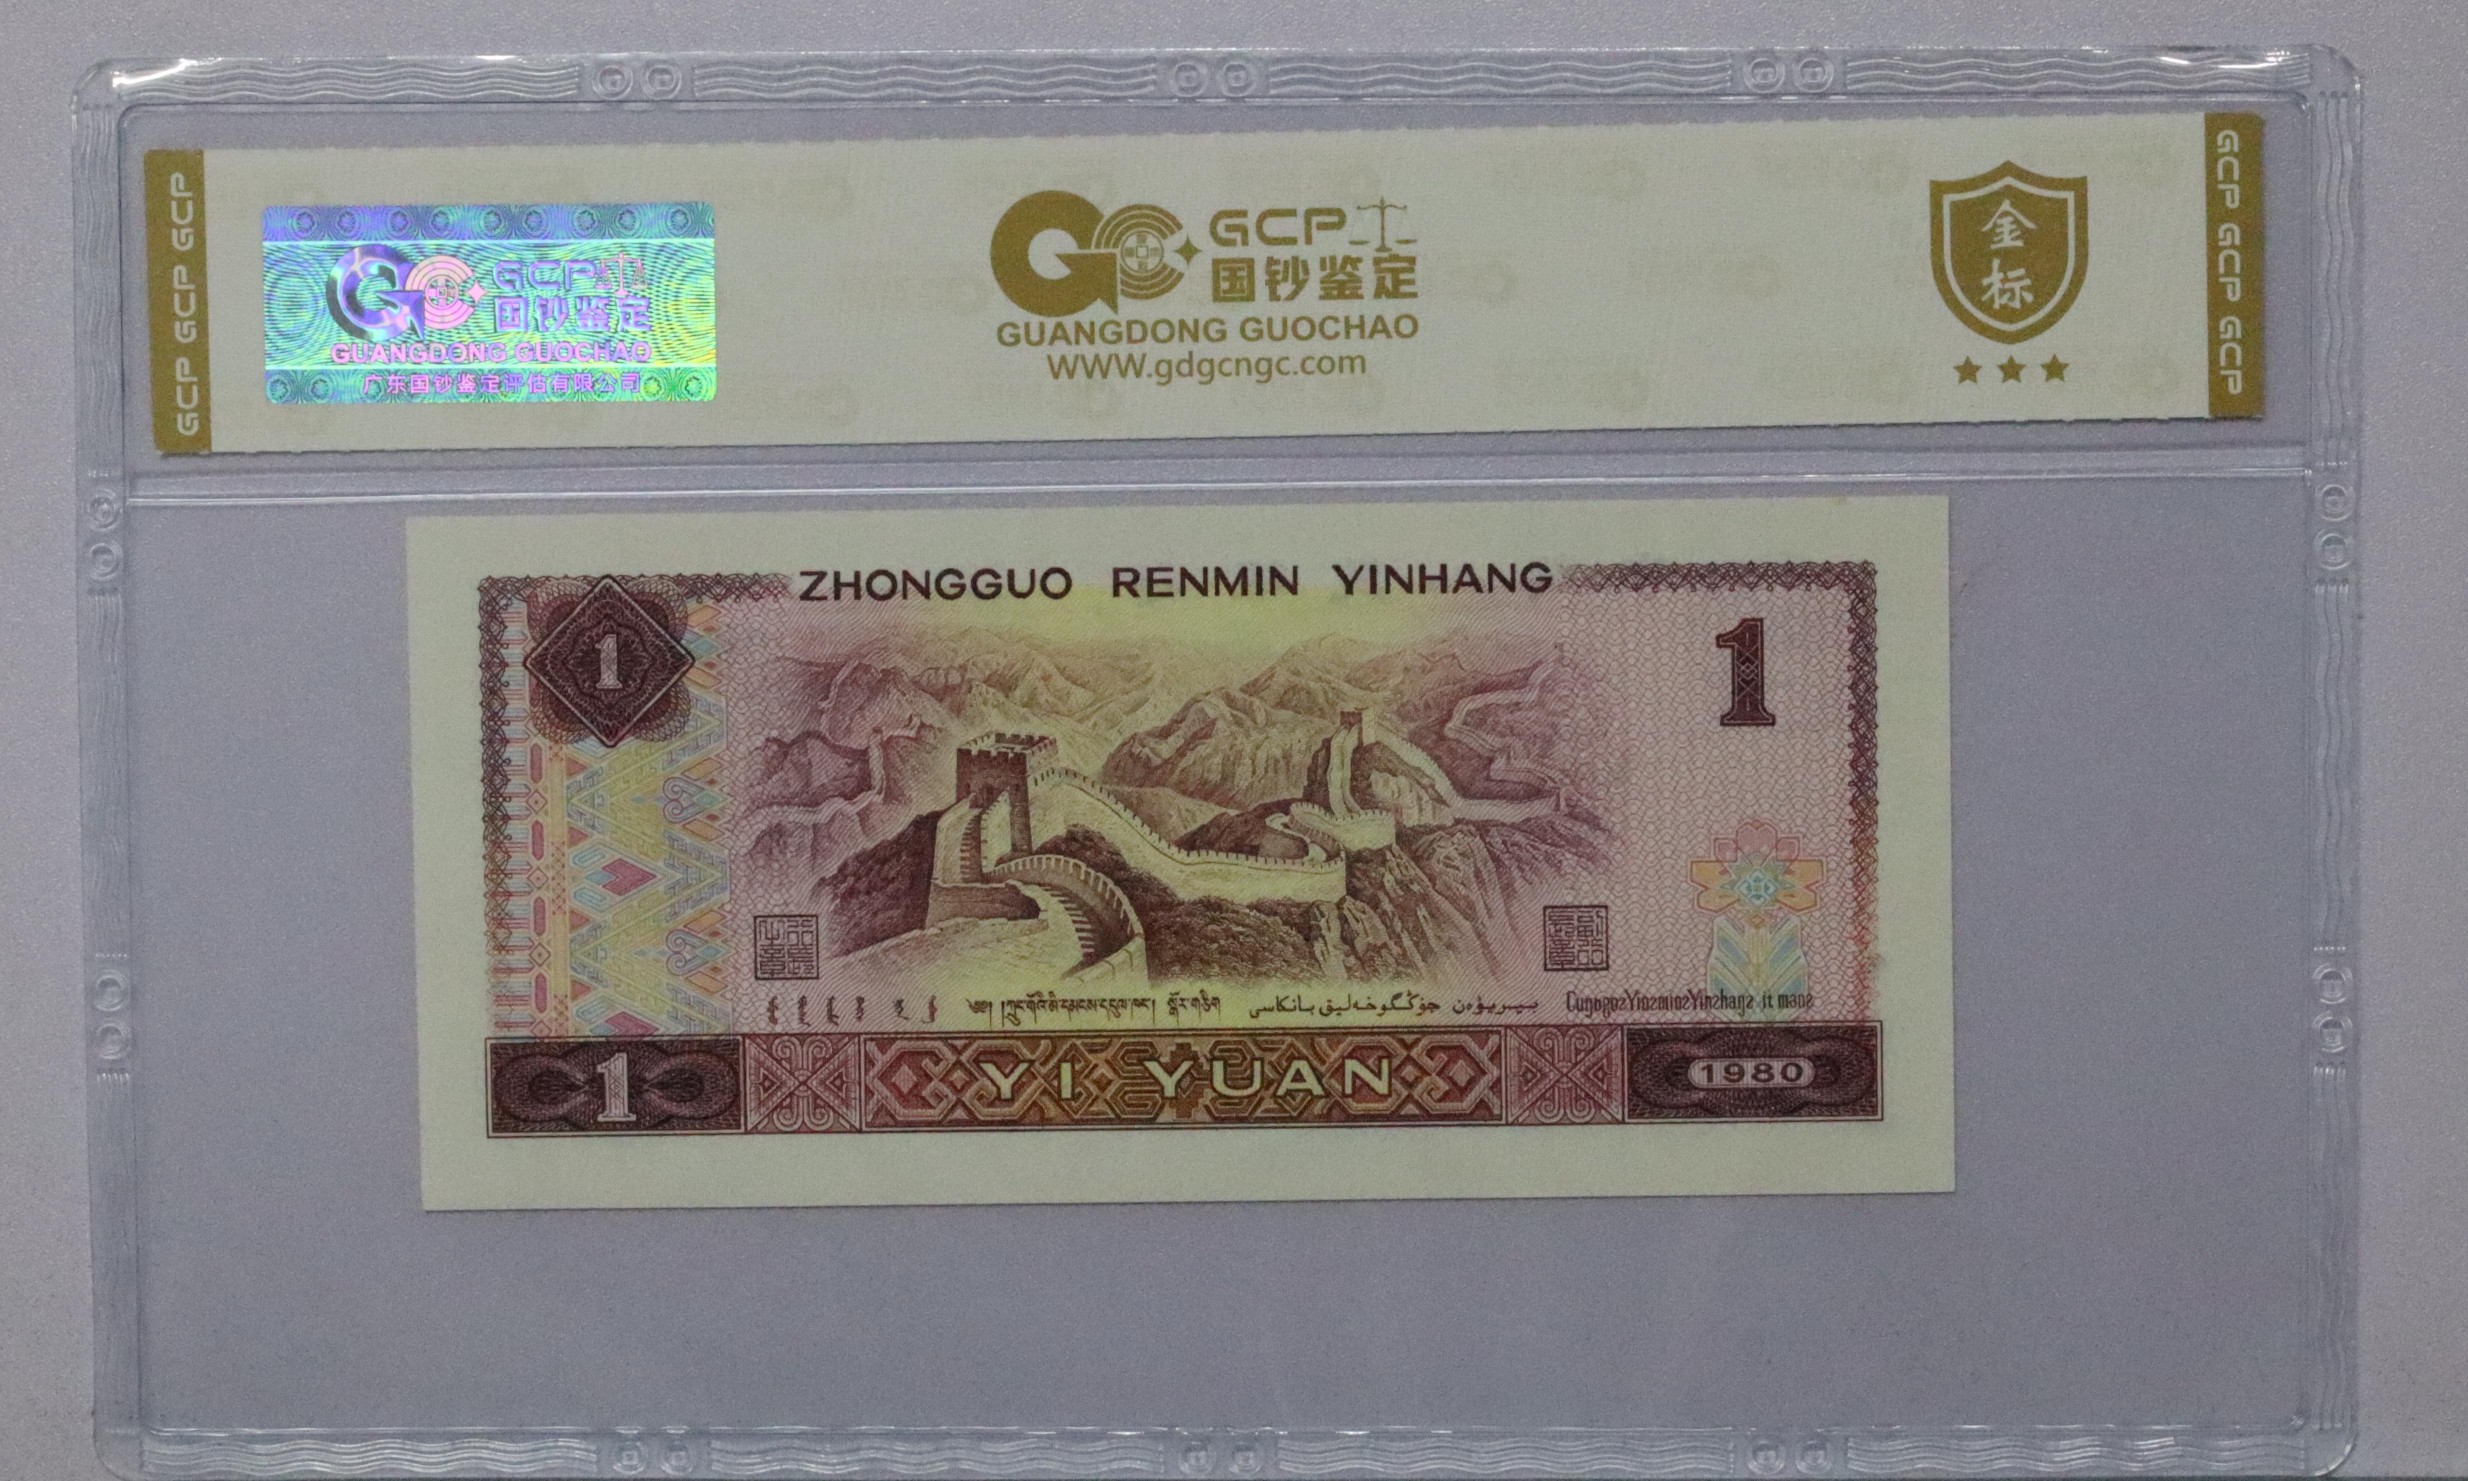 GCP GCP GCP
GCP
国钞鉴定
GUANGDONG GUOCHAO
广东国钞鉴定评估有限公司
GCP
国钞鉴定
GUANGDONG GUOCHAO
WWW.gdgcngc.com
金
标
GCP GCP GCP
ZHONGGUO RENMIN YINHANG
1
1
YI YUAN
1
1980